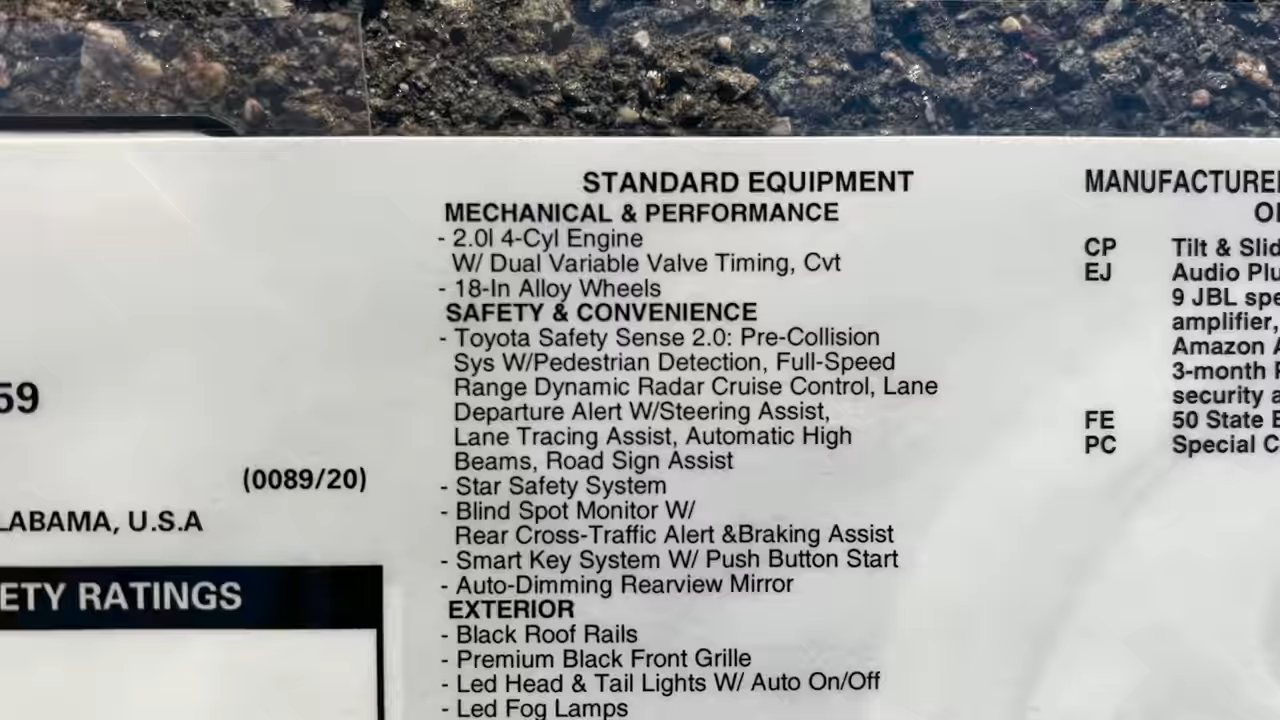 STANDARD EQUIPMENT
MECHANICAL & PERFORMANCE
- 2.0l 4-Cyl Engine
W/ Dual Variable Valve Timing, Cvt
- 18-In Alloy Wheels
SAFETY & CONVENIENCE
- Toyota Safety Sense 2.0: Pre-Collision
Sys W/Pedestrian Detection, Full-Speed
Range Dynamic Radar Cruise Control, Lane
Departure Alert W/Steering Assist,
Lane Tracing Assist, Automatic High
Beams, Road Sign Assist
- Star Safety System
- Blind Spot Monitor W/
Rear Cross-Traffic Alert &Braking Assist
- Smart Key System W/ Push Button Start
- Auto-Dimming Rearview Mirror
EXTERIOR
- Black Roof Rails
- Premium Black Front Grille
- Led Head & Tail Lights W/ Auto On/Off
- Led Fog Lamps
59
(0089/20)
LABAMA, U.S.A
ETY RATINGS
MANUFACTURE
CP Tilt & Slid
EJ Audio Plu
9 JBL spe
amplifier,
Amazon A
3-month
security a
FE 50 State
PC Special C